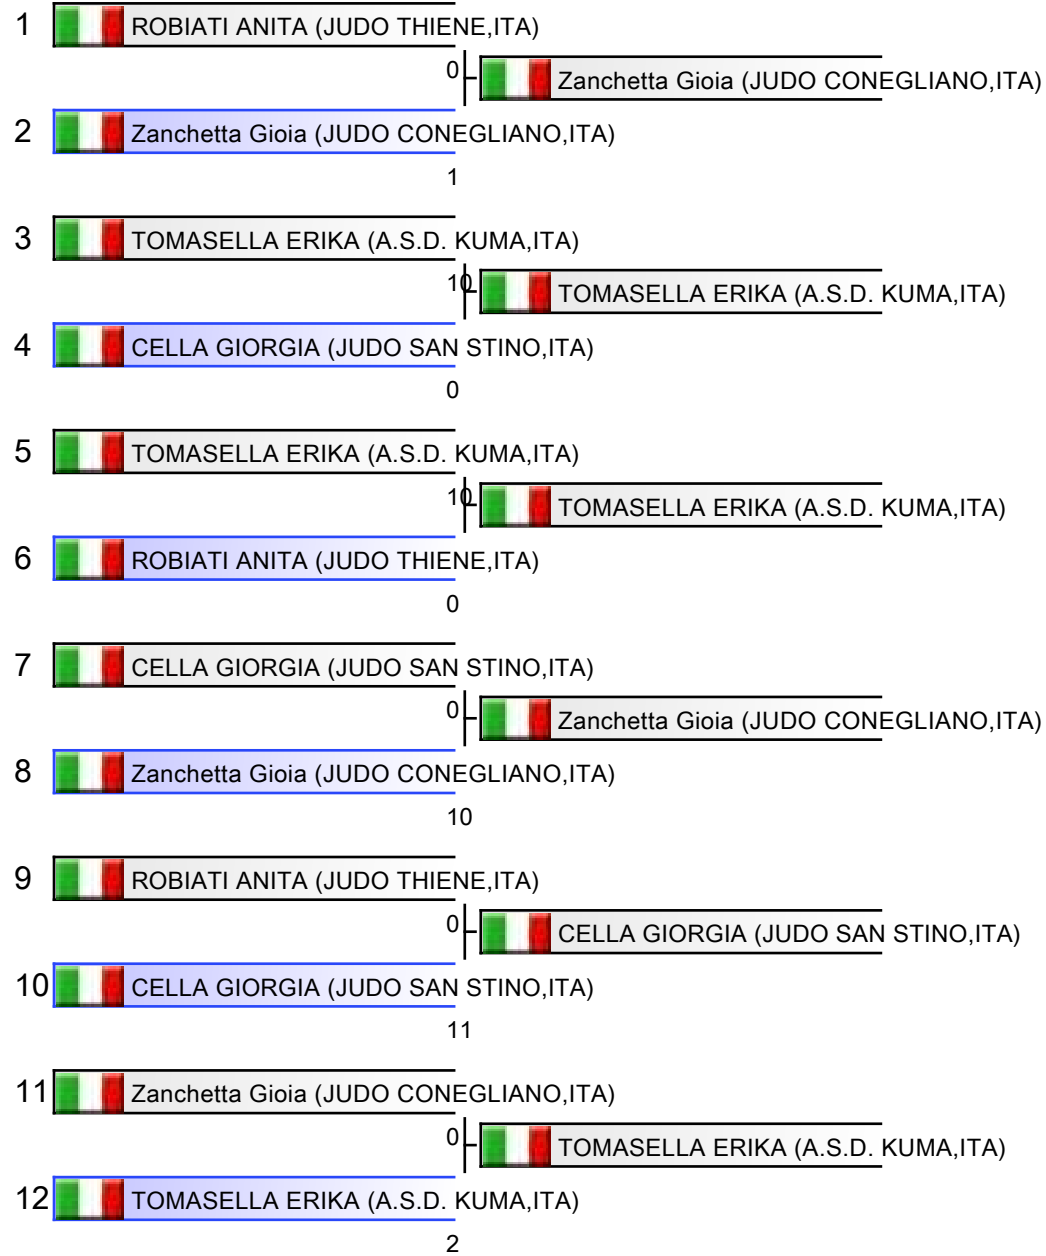 1 ROBIATI ANITA (JUDO THIENE,ITA)
0 Zanchetta Gioia (JUDO CONEGLIANO,ITA)
2 Zanchetta Gioia (JUDO CONEGLIANO,ITA)
1
3 TOMASELLA ERIKA (A.S.D. KUMA,ITA)
10 TOMASELLA ERIKA (A.S.D. KUMA,ITA)
4 CELLA GIORGIA (JUDO SAN STINO,ITA)
0
5 TOMASELLA ERIKA (A.S.D. KUMA,ITA)
10 TOMASELLA ERIKA (A.S.D. KUMA,ITA)
6 ROBIATI ANITA (JUDO THIENE,ITA)
0
7 CELLA GIORGIA (JUDO SAN STINO,ITA)
0 Zanchetta Gioia (JUDO CONEGLIANO,ITA)
8 Zanchetta Gioia (JUDO CONEGLIANO,ITA)
10
9 ROBIATI ANITA (JUDO THIENE,ITA)
0 CELLA GIORGIA (JUDO SAN STINO,ITA)
10 CELLA GIORGIA (JUDO SAN STINO,ITA)
11
11 Zanchetta Gioia (JUDO CONEGLIANO,ITA)
0 TOMASELLA ERIKA (A.S.D. KUMA,ITA)
12 TOMASELLA ERIKA (A.S.D. KUMA,ITA)
2